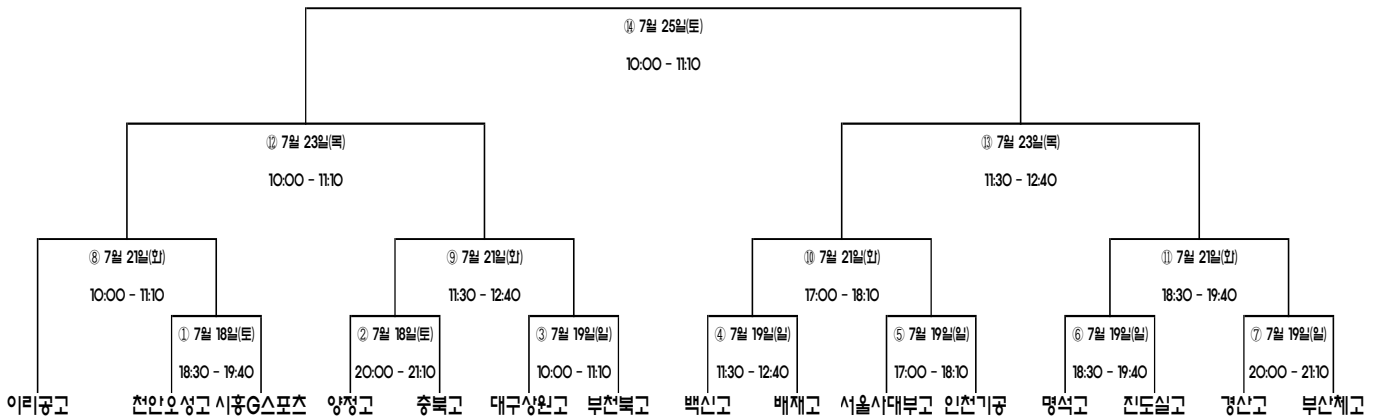 ⑭ 7월 25일(토)
10:00 - 11:10
⑫ 7월 23일(목)
⑬ 7월 23일(목)
10:00 - 11:10
11:30 - 12:40
⑧ 7월 21일(화)
⑨ 7월 21일(화)
⑩ 7월 21일(화)
⑪ 7월 21일(화)
10:00 - 11:10
11:30 - 12:40
17:00 - 18:10
18:30 - 19:40
① 7월 18일(토)
② 7월 18일(토)
③ 7월 19일(일)
④ 7월 19일(일)
⑤ 7월 19일(일)
⑥ 7월 19일(일)
⑦ 7월 19일(일)
18:30 - 19:40
20:00 - 21:10
10:00 - 11:10
11:30 - 12:40
17:00 - 18:10
18:30 - 19:40
20:00 - 21:10
이리공고
천안오성고
시흥G스포츠
양정고
충북고
대구상원고
부천북고
백신고
배재고
서울사대부고
인천기공
명석고
진도실고
경산고
부산체고